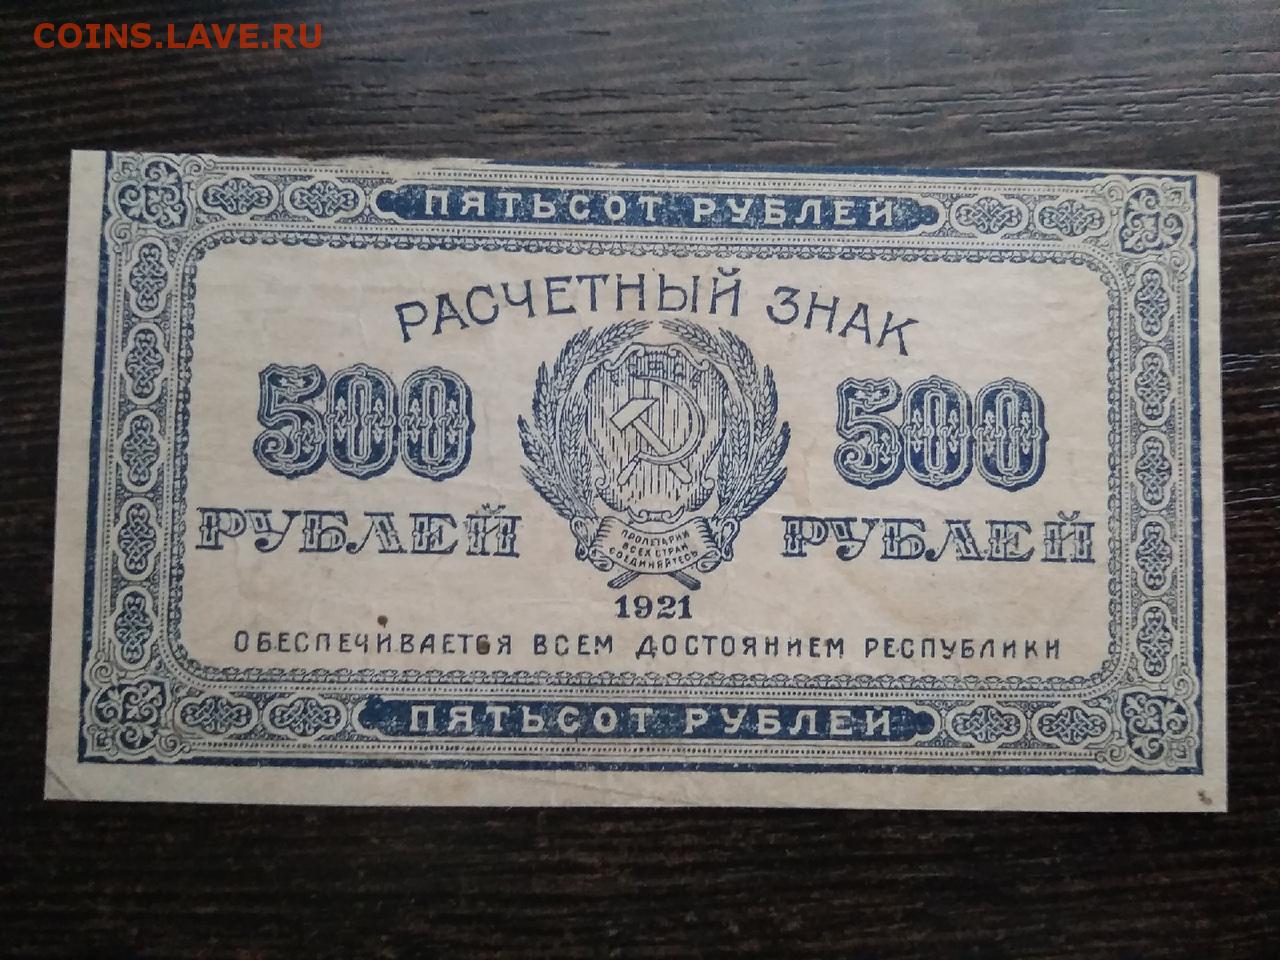 COINS.LAVE.RU
ПЯТЬСОТ РУБЛЕЙ
РАСЧЕТНЫЙ ЗНАК
500 500
РУБЛЕЙ РУБЛЕЙ
ПРОЛЕТАРИИ
ВСЕХ СТРАН
СОЕДИНЯЙТЕСЬ
1921
ОБЕСПЕЧИВАЕТСЯ ВСЕМ ДОСТОЯНИЕМ РЕСПУБЛИКИ
ПЯТЬСОТ РУБЛЕЙ